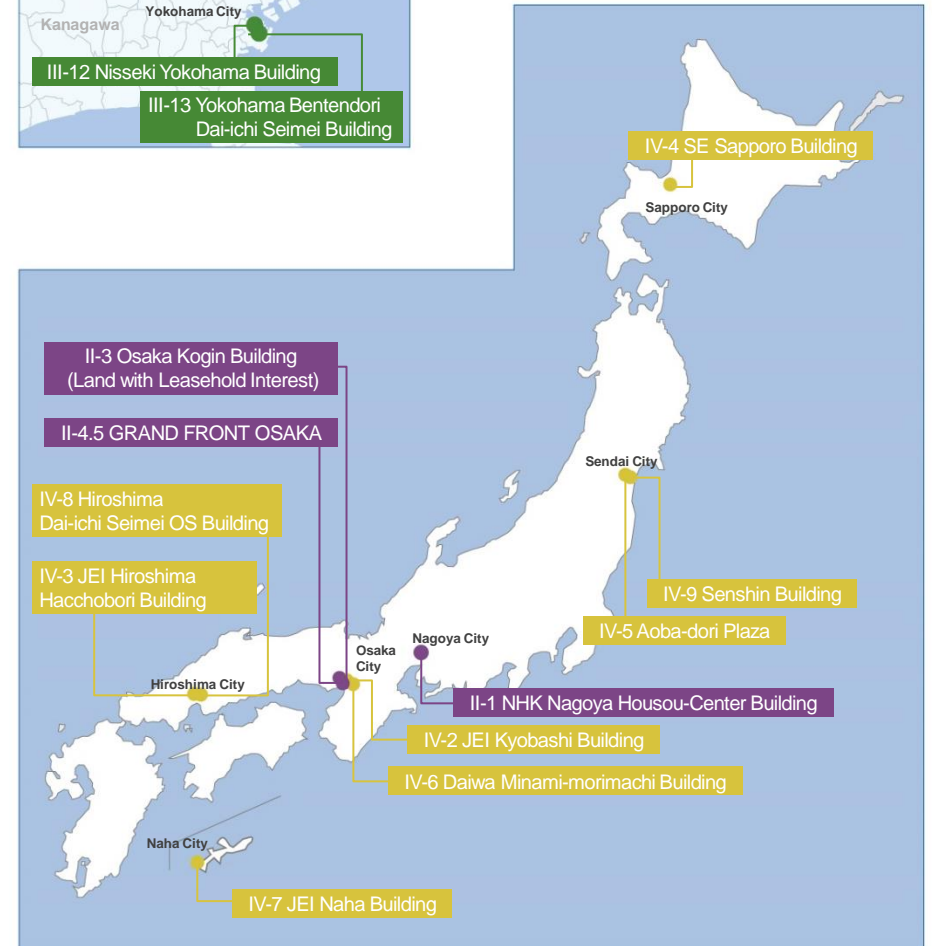 Yokohama City
Kanagawa
III-12 Nisseki Yokohama Building
III-13 Yokohama Bentendori
Dai-ichi Seimei Building
IV-4 SE Sapporo Building
Sapporo City
II-3 Osaka Kogin Building
(Land with Leasehold Interest)
II-4.5 GRAND FRONT OSAKA
Sendai City
IV-8 Hiroshima
Dai-ichi Seimei OS Building
IV-3 JEI Hiroshima
Hacchobori Building
IV-9 Senshin Building
IV-5 Aoba-dori Plaza
Nagoya City
Osaka
City
Hiroshima City
II-1 NHK Nagoya Housou-Center Building
IV-2 JEI Kyobashi Building
IV-6 Daiwa Minami-morimachi Building
Naha City
IV-7 JEI Naha Building